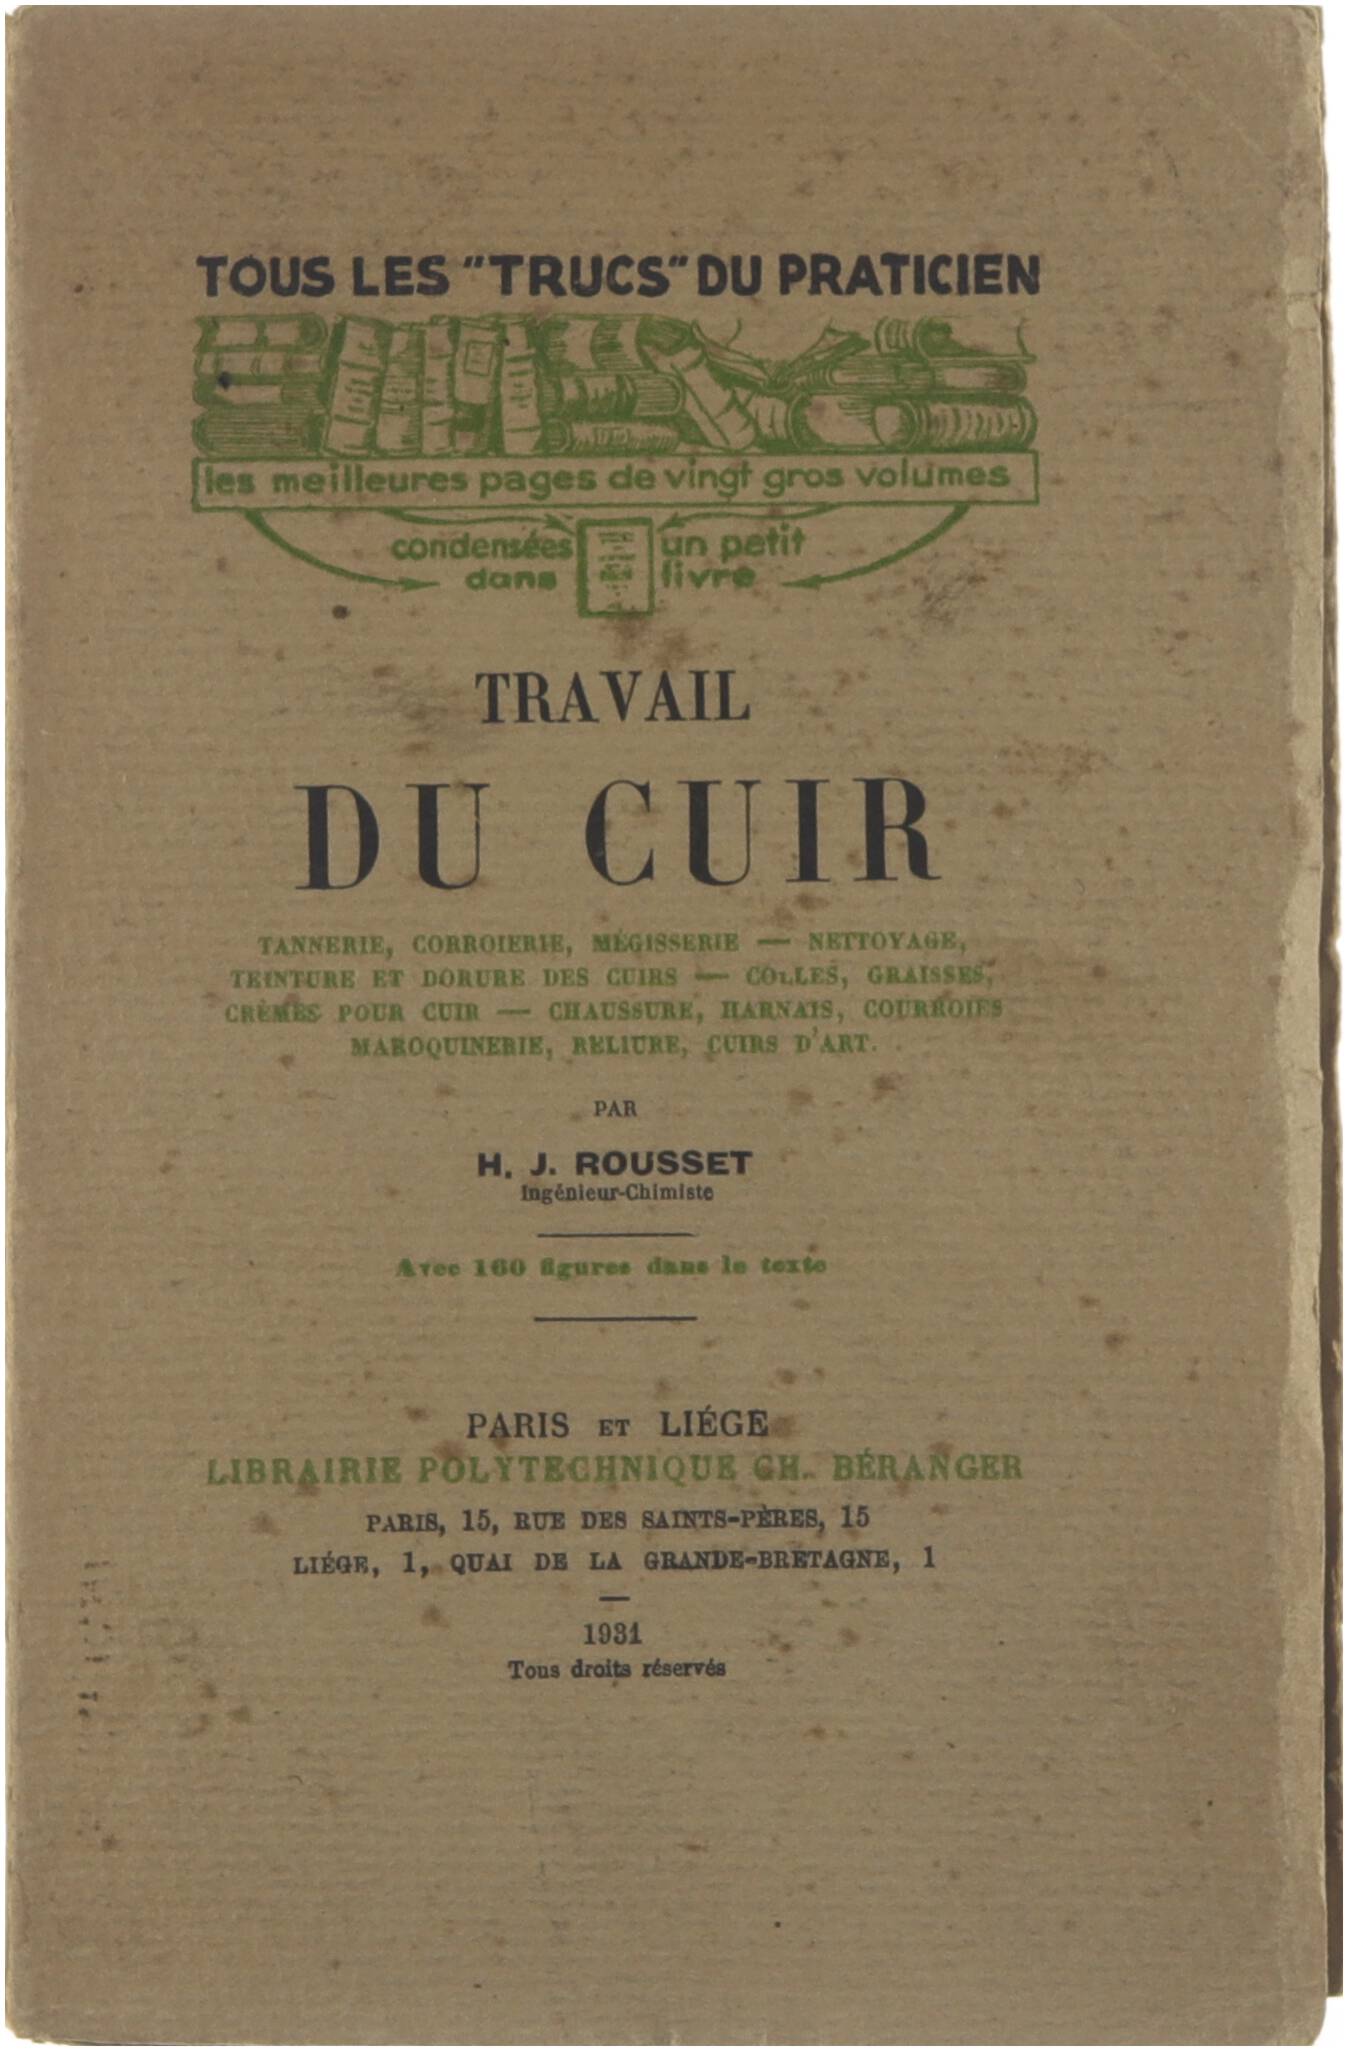 TOUS LES "TRUCS" DU PRATICIEN
les meilleures pages de vingt gros volumes
condensées un petit
dans livre
TRAVAIL
DU CUIR
TANNERIE, CORROIERIE, MÉGISSERIE — NETTOYAGE,
TEINTURE ET DORURE DES CUIRS — COLLES, GRAISSES,
CRÈMES POUR CUIR — CHAUSSURE, HARNAIS, COURROIES
MAROQUINERIE, RELIURE, CUIRS D'ART.
PAR
H. J. ROUSSET
Ingénieur-Chimiste
Avec 160 figures dans le texte
PARIS ET LIÉGE
LIBRAIRIE POLYTECHNIQUE CH. BÉRANGER
PARIS, 15, RUE DES SAINTS-PÈRES, 15
LIÉGE, 1, QUAI DE LA GRANDE-BRETAGNE, 1
1931
Tous droits réservés